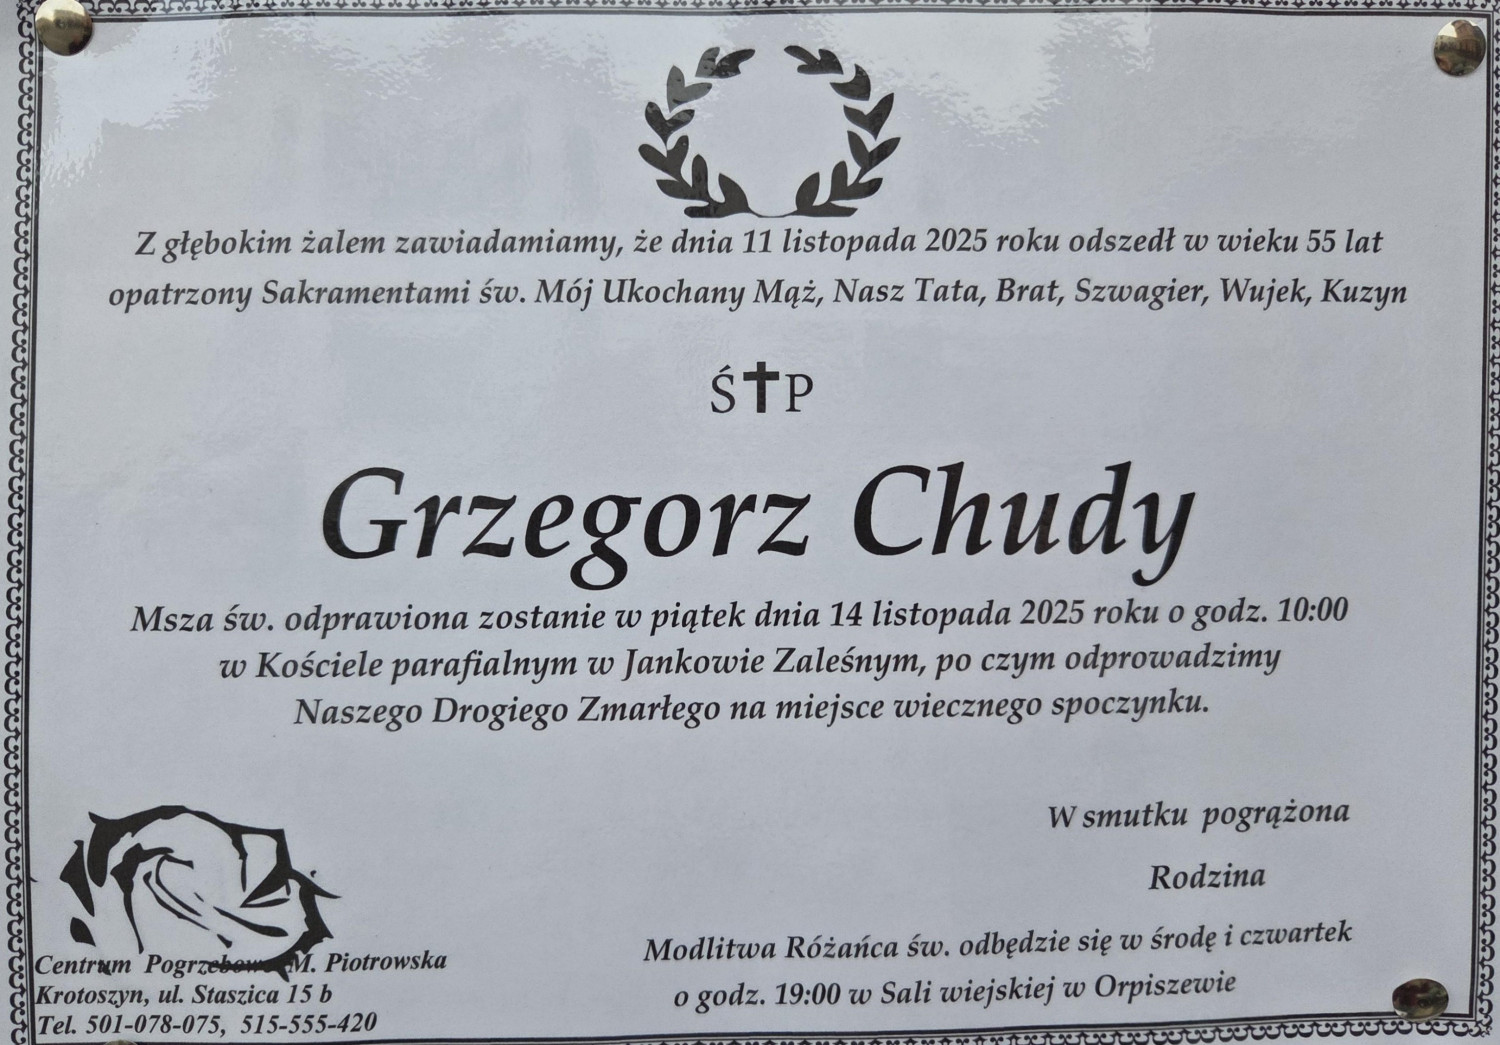 Z głębokim żalem zawiadamiamy, że dnia 11 listopada 2025 roku odszedł w wieku 55 lat
opatrzony Sakramentami św. Mój Ukochany Mąż, Nasz Tata, Brat, Szwagier, Wujek, Kuzyn
Ś✝P
Grzegorz Chudy
Msza św. odprawiona zostanie w piątek dnia 14 listopada 2025 roku o godz. 10:00
w Kościele parafialnym w Jankowie Zaleśnym, po czym odprowadzimy
Naszego Drogiego Zmarłego na miejsce wiecznego spoczynku.
W smutku pogrążona
Rodzina
Modlitwa Różańca św. odbędzie się w środę i czwartek
o godz. 19:00 w Sali wiejskiej w Orpiszewie
Centrum Pogrzebowe M. Piotrowska
Krotoszyn, ul. Staszica 15 b
Tel. 501-078-075, 515-555-420